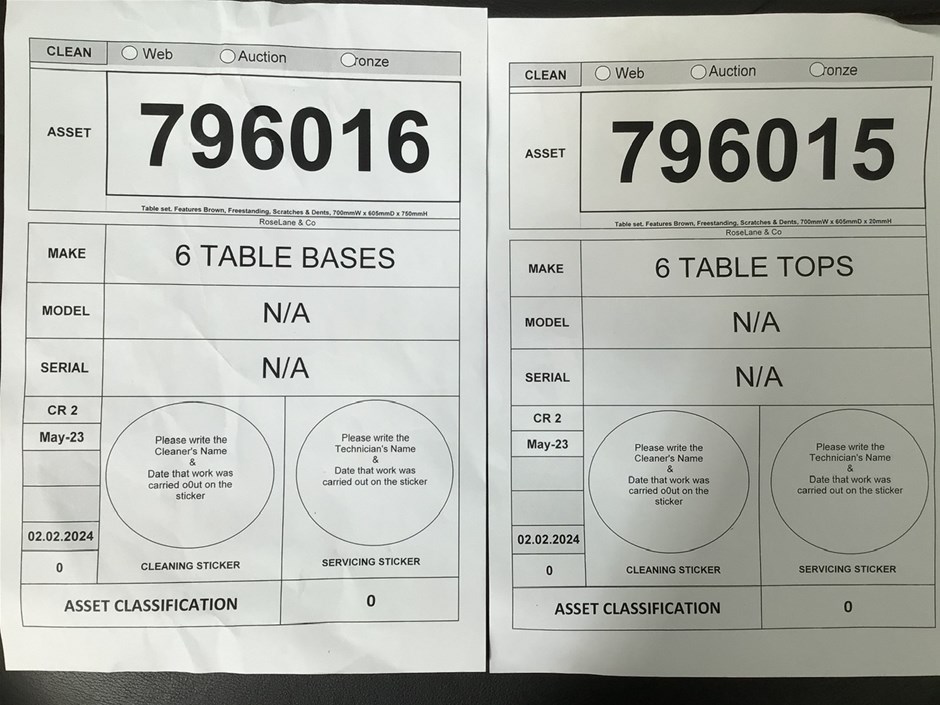 CLEAN Web Auction ronze
ASSET 796016
Table set. Features Brown, Freestanding, Scratches & Dents, 700mmW x 605mmD x 750mmH
RoseLane & Co
MAKE 6 TABLE BASES
MODEL N/A
SERIAL N/A
CR 2
May-23
02.02.2024
0
Please write the
Cleaner's Name
&
Date that work was
carried o0ut on the
sticker
CLEANING STICKER
Please write the
Technician's Name
&
Date that work was
carried out on the sticker
SERVICING STICKER
ASSET CLASSIFICATION 0
CLEAN Web Auction ronze
ASSET 796015
Table set. Features Brown, Freestanding, Scratches & Dents, 700mmW x 605mmD x 20mmH
RoseLane & Co
MAKE 6 TABLE TOPS
MODEL N/A
SERIAL N/A
CR 2
May-23
02.02.2024
0
Please write the
Cleaner's Name
&
Date that work was
carried o0ut on the
sticker
CLEANING STICKER
Please write the
Technician's Name
&
Date that work was
carried out on the sticker
SERVICING STICKER
ASSET CLASSIFICATION 0